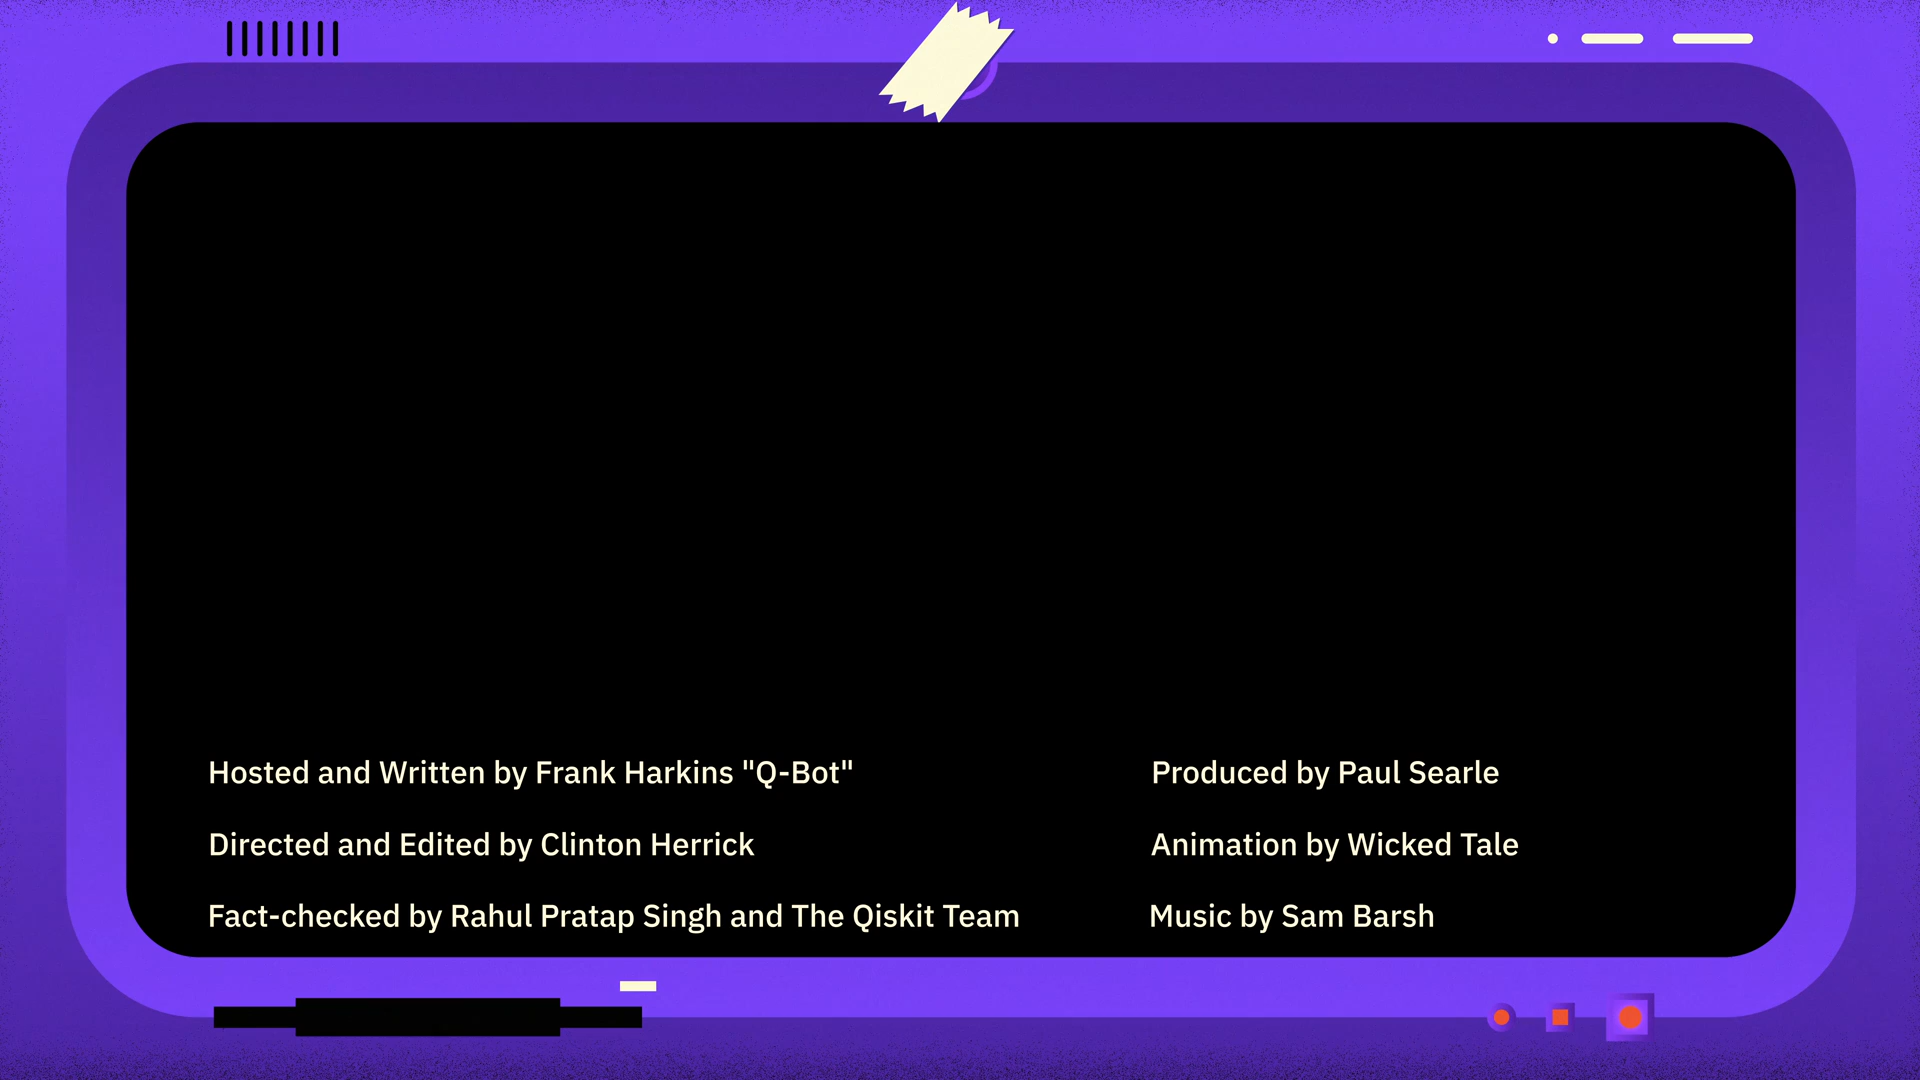 Hosted and Written by Frank Harkins "Q-Bot"
Directed and Edited by Clinton Herrick
Fact-checked by Rahul Pratap Singh and The Qiskit Team
Produced by Paul Searle
Animation by Wicked Tale
Music by Sam Barsh